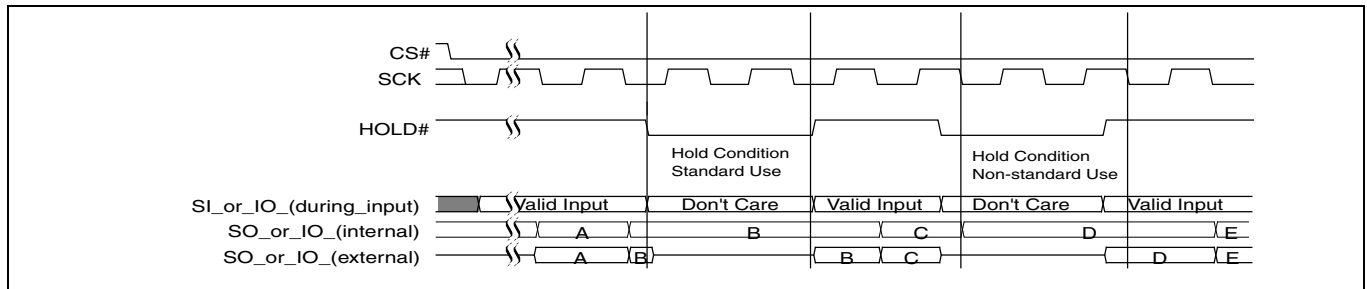 CS#
SCK
HOLD#
Hold Condition
Standard Use
Hold Condition
Non-standard Use
SI_or_IO_(during_input) Valid Input Don't Care Valid Input Don't Care Valid Input
SO_or_IO_(internal) A B C D E
SO_or_IO_(external) A B B C D E